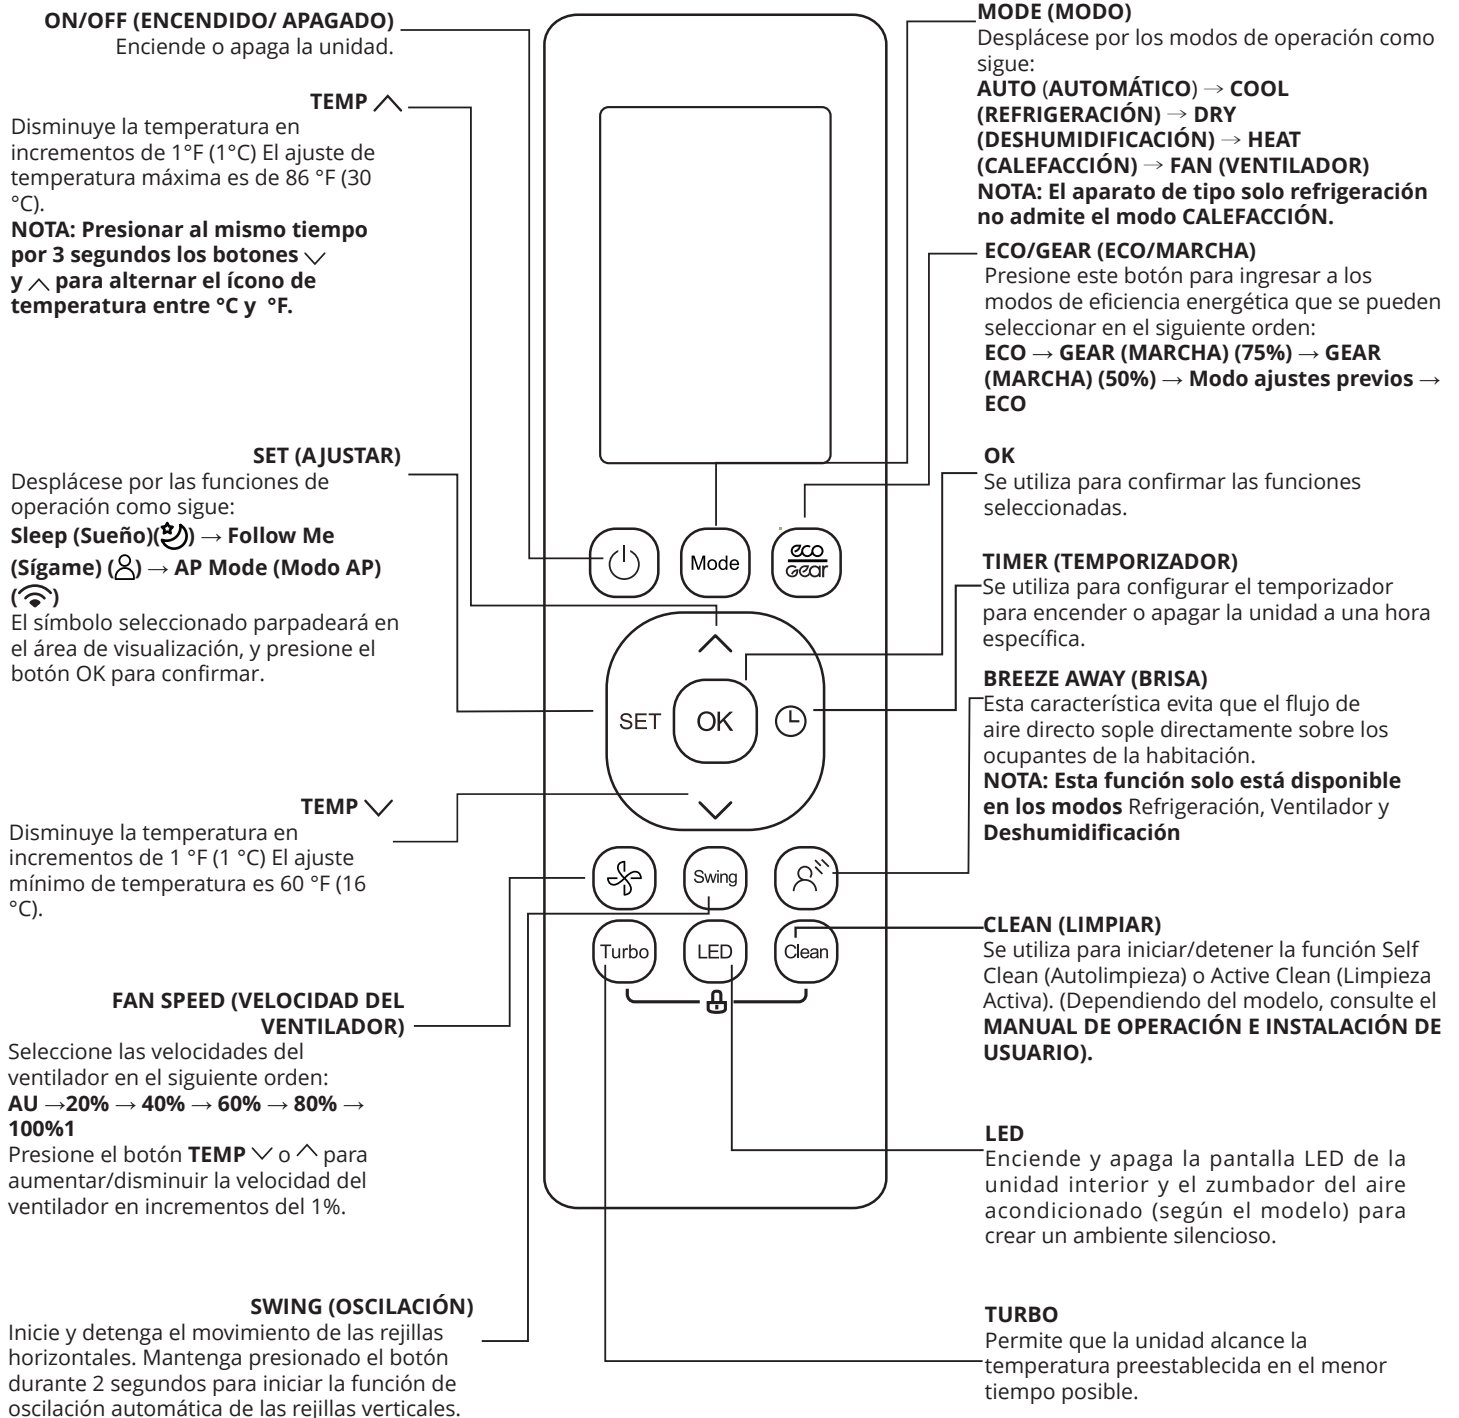 ON/OFF (ENCENDIDO/ APAGADO)
Enciende o apaga la unidad.
TEMP ︿
Disminuye la temperatura en
incrementos de 1°F (1°C) El ajuste de
temperatura máxima es de 86 °F (30
°C).
NOTA: Presionar al mismo tiempo
por 3 segundos los botones ﹀
y ︿ para alternar el ícono de
temperatura entre °C y °F.
SET (AJUSTAR)
Desplácese por las funciones de
operación como sigue:
Sleep (Sueño)() → Follow Me
(Sígame) () → AP Mode (Modo AP)
()
El símbolo seleccionado parpadeará en
el área de visualización, y presione el
botón OK para confirmar.
TEMP ﹀
Disminuye la temperatura en
incrementos de 1 °F (1 °C) El ajuste
mínimo de temperatura es 60 °F (16
°C).
FAN SPEED (VELOCIDAD DEL
VENTILADOR)
Seleccione las velocidades del
ventilador en el siguiente orden:
AU →20% → 40% → 60% → 80% →
100%1
Presione el botón TEMP ﹀ o ︿ para
aumentar/disminuir la velocidad del
ventilador en incrementos del 1%.
SWING (OSCILACIÓN)
Inicie y detenga el movimiento de las rejillas
horizontales. Mantenga presionado el botón
durante 2 segundos para iniciar la función de
oscilación automática de las rejillas verticales.
Mode
eco
Gear
SET
OK
Swing
Turbo
LED
Clean
MODE (MODO)
Desplácese por los modos de operación como
sigue:
AUTO (AUTOMÁTICO) → COOL
(REFRIGERACIÓN) → DRY
(DESHUMIDIFICACIÓN) → HEAT
(CALEFACCIÓN) → FAN (VENTILADOR)
NOTA: El aparato de tipo solo refrigeración
no admite el modo CALEFACCIÓN.
ECO/GEAR (ECO/MARCHA)
Presione este botón para ingresar a los
modos de eficiencia energética que se pueden
seleccionar en el siguiente orden:
ECO → GEAR (MARCHA) (75%) → GEAR
(MARCHA) (50%) → Modo ajustes previos →
ECO
OK
Se utiliza para confirmar las funciones
seleccionadas.
TIMER (TEMPORIZADOR)
Se utiliza para configurar el temporizador
para encender o apagar la unidad a una hora
específica.
BREEZE AWAY (BRISA)
Esta característica evita que el flujo de
aire directo sople directamente sobre los
ocupantes de la habitación.
NOTA: Esta función solo está disponible
en los modos Refrigeración, Ventilador y
Deshumidificación
CLEAN (LIMPIAR)
Se utiliza para iniciar/detener la función Self
Clean (Autolimpieza) o Active Clean (Limpieza
Activa). (Dependiendo del modelo, consulte el
MANUAL DE OPERACIÓN E INSTALACIÓN DE
USUARIO).
LED
Enciende y apaga la pantalla LED de la
unidad interior y el zumbador del aire
acondicionado (según el modelo) para
crear un ambiente silencioso.
TURBO
Permite que la unidad alcance la
temperatura preestablecida en el menor
tiempo posible.